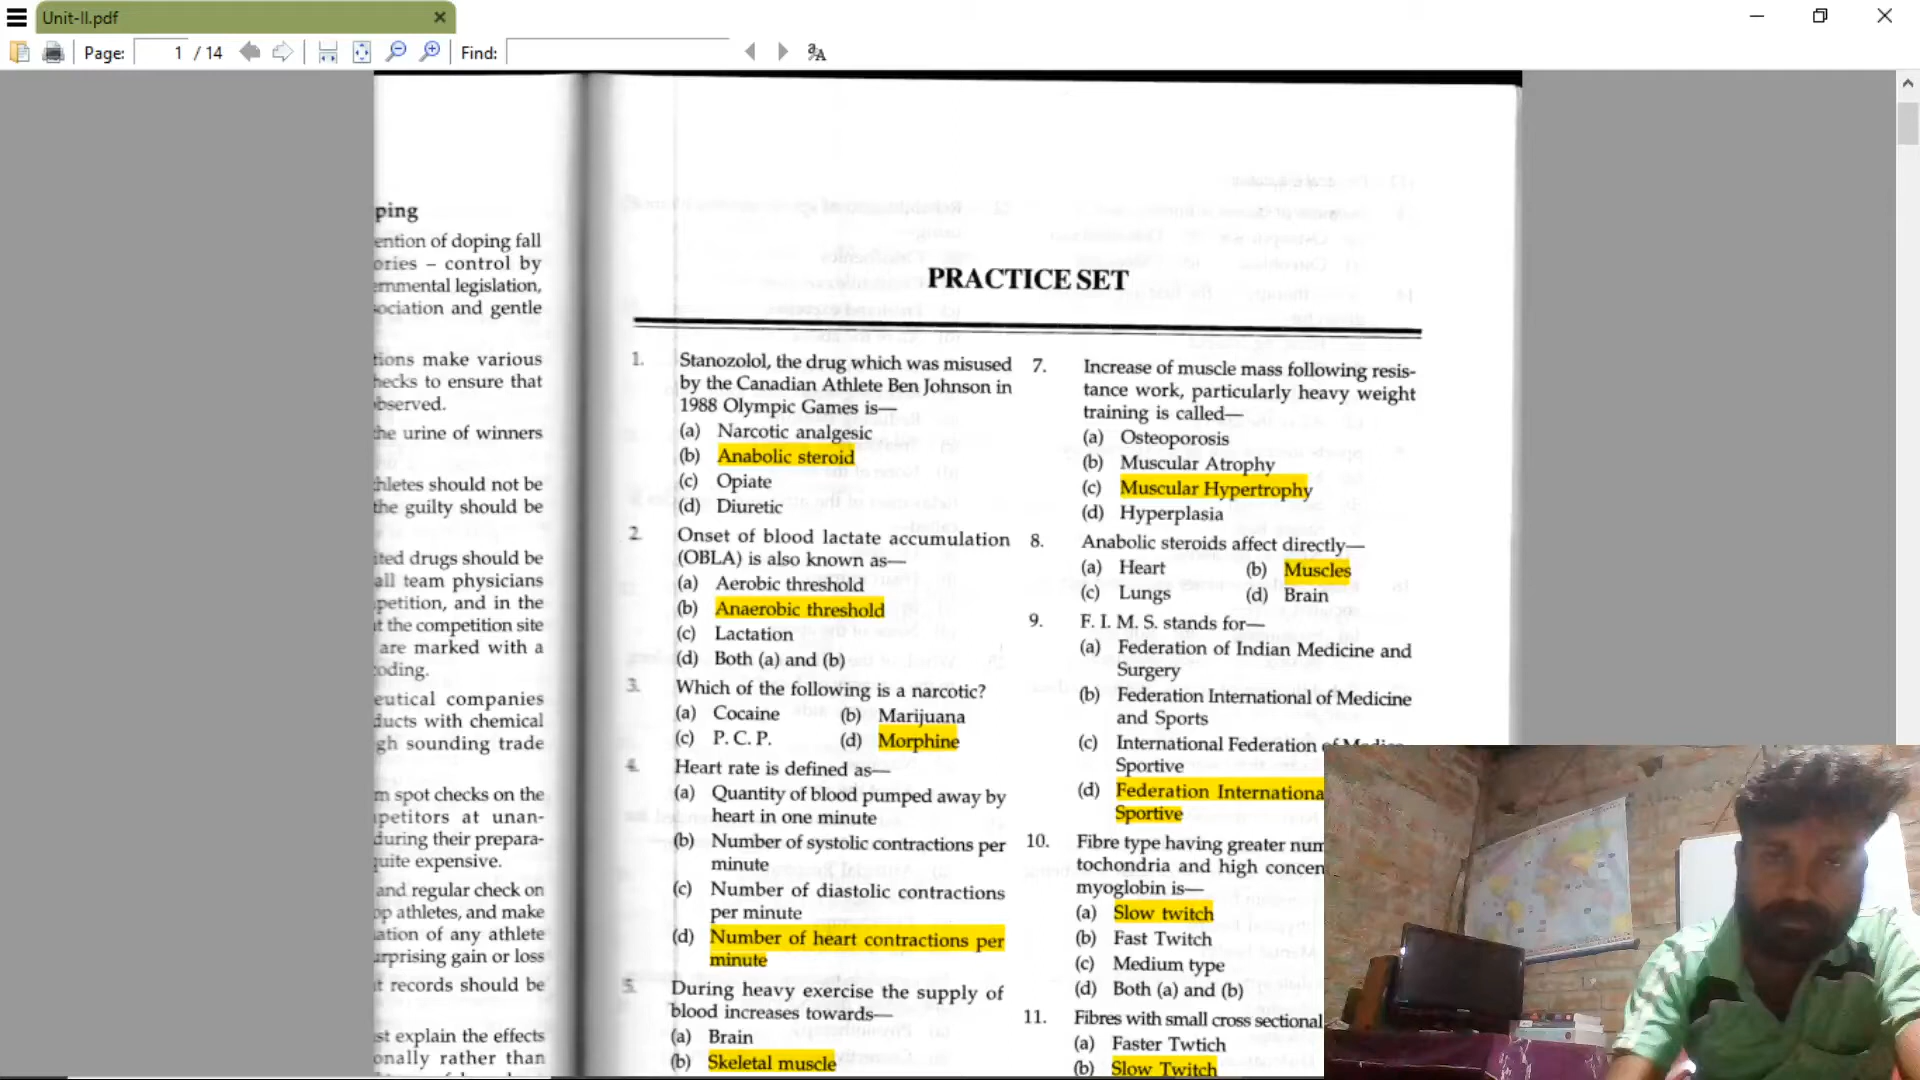 Unit-II.pdf
Page: 1 / 14 Find:
ping
ention of doping fall
ories – control by
ernmental legislation,
ociation and gentle
tions make various
hecks to ensure that
bserved.
he urine of winners
hletes should not be
the guilty should be
ited drugs should be
all team physicians
petition, and in the
t the competition site
are marked with a
oding.
eutical companies
ducts with chemical
gh sounding trade
m spot checks on the
petitors at unan-
during their prepara-
quite expensive.
and regular check on
op athletes, and make
ation of any athlete
urprising gain or loss
t records should be
st explain the effects
onally rather than
PRACTICE SET
1. Stanozolol, the drug which was misused
by the Canadian Athlete Ben Johnson in
1988 Olympic Games is—
(a) Narcotic analgesic
(b) Anabolic steroid
(c) Opiate
(d) Diuretic
2. Onset of blood lactate accumulation
(OBLA) is also known as—
(a) Aerobic threshold
(b) Anaerobic threshold
(c) Lactation
(d) Both (a) and (b)
3. Which of the following is a narcotic?
(a) Cocaine (b) Marijuana
(c) P. C. P. (d) Morphine
4. Heart rate is defined as—
(a) Quantity of blood pumped away by
heart in one minute
(b) Number of systolic contractions per
minute
(c) Number of diastolic contractions
per minute
(d) Number of heart contractions per
minute
5. During heavy exercise the supply of
blood increases towards—
(a) Brain
(b) Skeletal muscle
7. Increase of muscle mass following resis-
tance work, particularly heavy weight
training is called—
(a) Osteoporosis
(b) Muscular Atrophy
(c) Muscular Hypertrophy
(d) Hyperplasia
8. Anabolic steroids affect directly—
(a) Heart (b) Muscles
(c) Lungs (d) Brain
9. F. I. M. S. stands for—
(a) Federation of Indian Medicine and
Surgery
(b) Federation International of Medicine
and Sports
(c) International Federation of
Sportive
(d) Federation Internationa
Sportive
10. Fibre type having greater num
tochondria and high concen
myoglobin is—
(a) Slow twitch
(b) Fast Twitch
(c) Medium type
(d) Both (a) and (b)
11. Fibres with small cross sectional
(a) Faster Twtich
(b) Slow Twitch